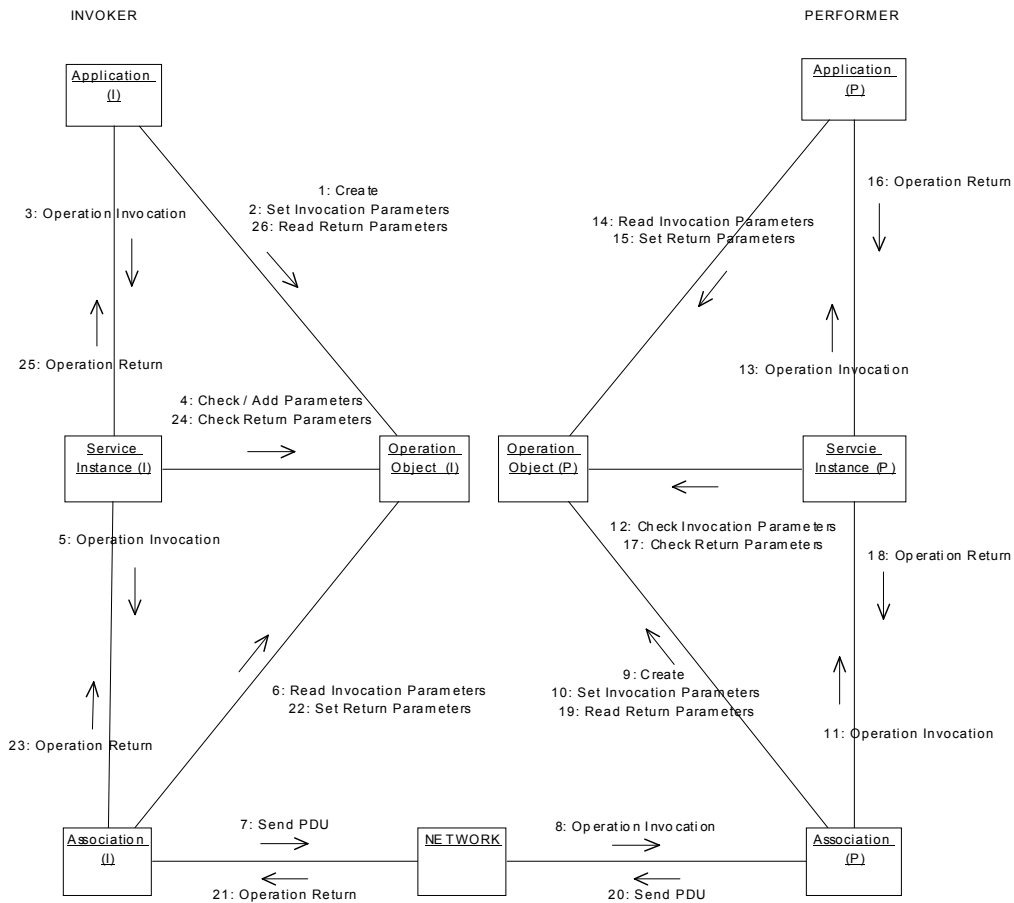 INVOKER
PERFORMER
Application
(I)
Application
(P)
1: Create
2: Set Invocation Parameters
26: Read Return Parameters
3: Operation Invocation
16: Operation Return
14: Read Invocation Parameters
15: Set Return Parameters
25: Operation Return
13: Operation Invocation
4: Check / Add Parameters
24: Check Return Parameters
Service
Instance (I)
Operation
Object (I)
Operation
Object (P)
Servcie
Instance (P)
5: Operation Invocation
12: Check Invocation Parameters
17: Check Return Parameters
18: Operation Return
6: Read Invocation Parameters
22: Set Return Parameters
9: Create
10: Set Invocation Parameters
19: Read Return Parameters
23: Operation Return
11: Operation Invocation
Association
(I)
7: Send PDU
NETWORK
8: Operation Invocation
Association
(P)
21: Operation Return
20: Send PDU